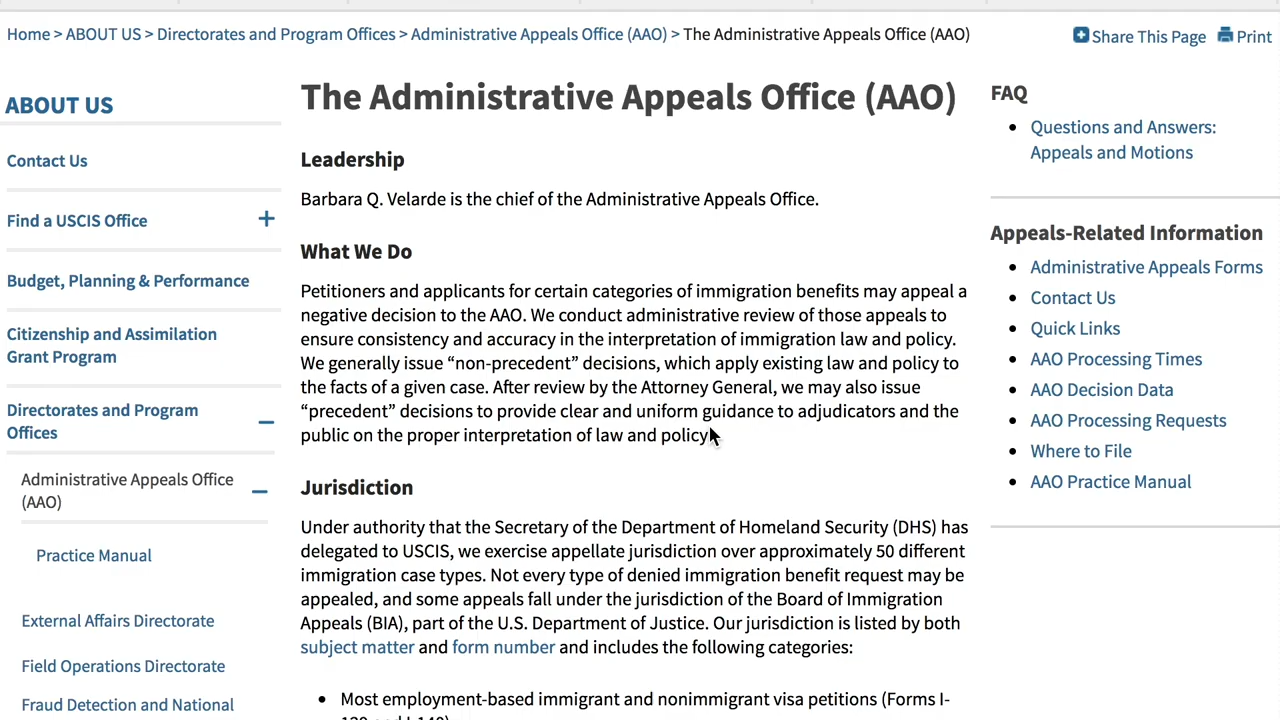 Home > ABOUT US > Directorates and Program Offices > Administrative Appeals Office (AAO) > The Administrative Appeals Office (AAO)
Share This Page Print
ABOUT US
Contact Us
Find a USCIS Office
Budget, Planning & Performance
Citizenship and Assimilation
Grant Program
Directorates and Program
Offices
Administrative Appeals Office
(AAO)
Practice Manual
External Affairs Directorate
Field Operations Directorate
Fraud Detection and National
The Administrative Appeals Office (AAO)
Leadership
Barbara Q. Velarde is the chief of the Administrative Appeals Office.
What We Do
Petitioners and applicants for certain categories of immigration benefits may appeal a
negative decision to the AAO. We conduct administrative review of those appeals to
ensure consistency and accuracy in the interpretation of immigration law and policy.
We generally issue “non-precedent” decisions, which apply existing law and policy to
the facts of a given case. After review by the Attorney General, we may also issue
“precedent” decisions to provide clear and uniform guidance to adjudicators and the
public on the proper interpretation of law and policy
Jurisdiction
Under authority that the Secretary of the Department of Homeland Security (DHS) has
delegated to USCIS, we exercise appellate jurisdiction over approximately 50 different
immigration case types. Not every type of denied immigration benefit request may be
appealed, and some appeals fall under the jurisdiction of the Board of Immigration
Appeals (BIA), part of the U.S. Department of Justice. Our jurisdiction is listed by both
subject matter and form number and includes the following categories:
• Most employment-based immigrant and nonimmigrant visa petitions (Forms I-
FAQ
• Questions and Answers:
Appeals and Motions
Appeals-Related Information
• Administrative Appeals Forms
• Contact Us
• Quick Links
• AAO Processing Times
• AAO Decision Data
• AAO Processing Requests
• Where to File
• AAO Practice Manual